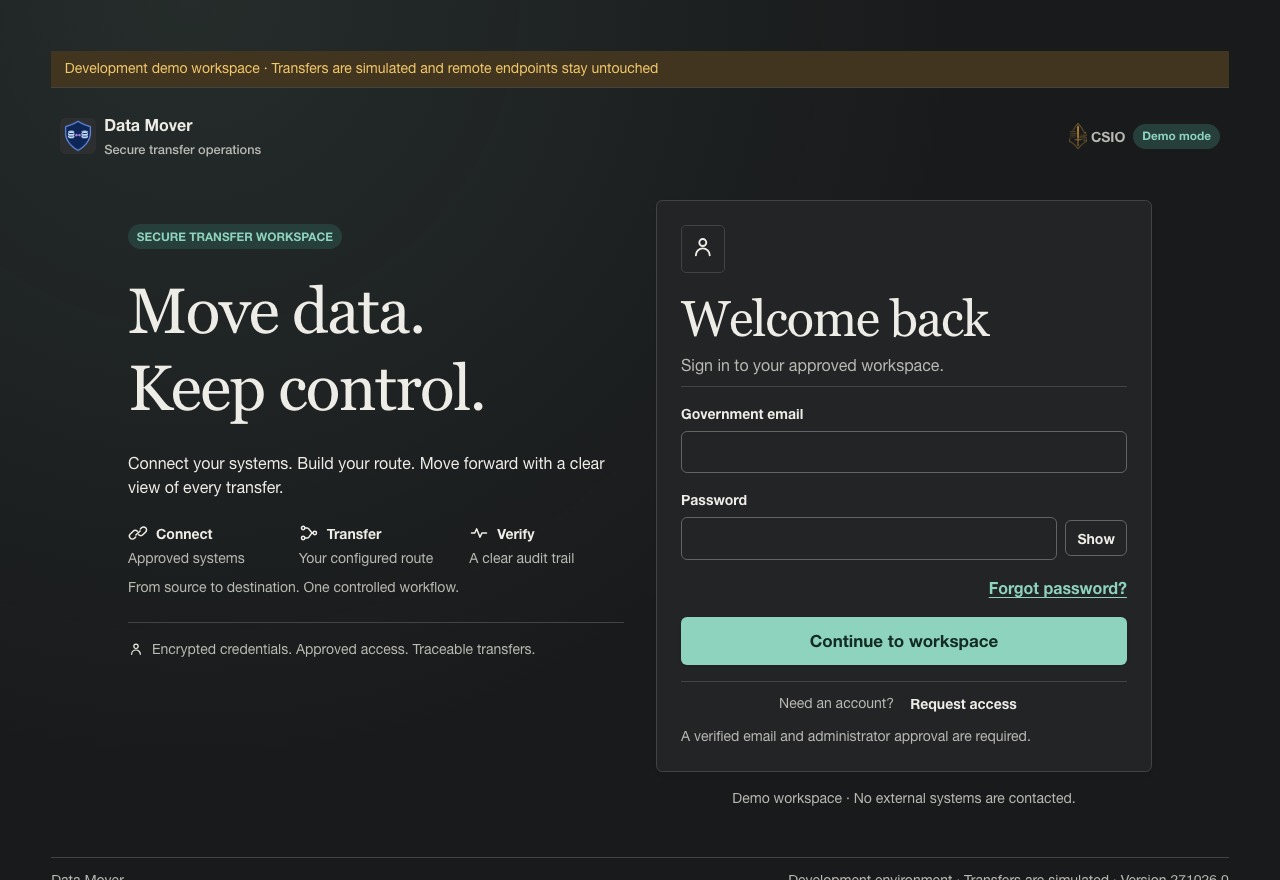 Development demo workspace · Transfers are simulated and remote endpoints stay untouched
Data Mover
Secure transfer operations
CSIO
Demo mode
SECURE TRANSFER WORKSPACE
Move data.
Keep control.
Connect your systems. Build your route. Move forward with a clear
view of every transfer.
Connect
Approved systems
Transfer
Your configured route
Verify
A clear audit trail
From source to destination. One controlled workflow.
Encrypted credentials. Approved access. Traceable transfers.
Welcome back
Sign in to your approved workspace.
Government email
Password
Show
Forgot password?
Continue to workspace
Need an account? Request access
A verified email and administrator approval are required.
Demo workspace · No external systems are contacted.
Data Mover
Development environment · Transfers are simulated · Version 271026.0